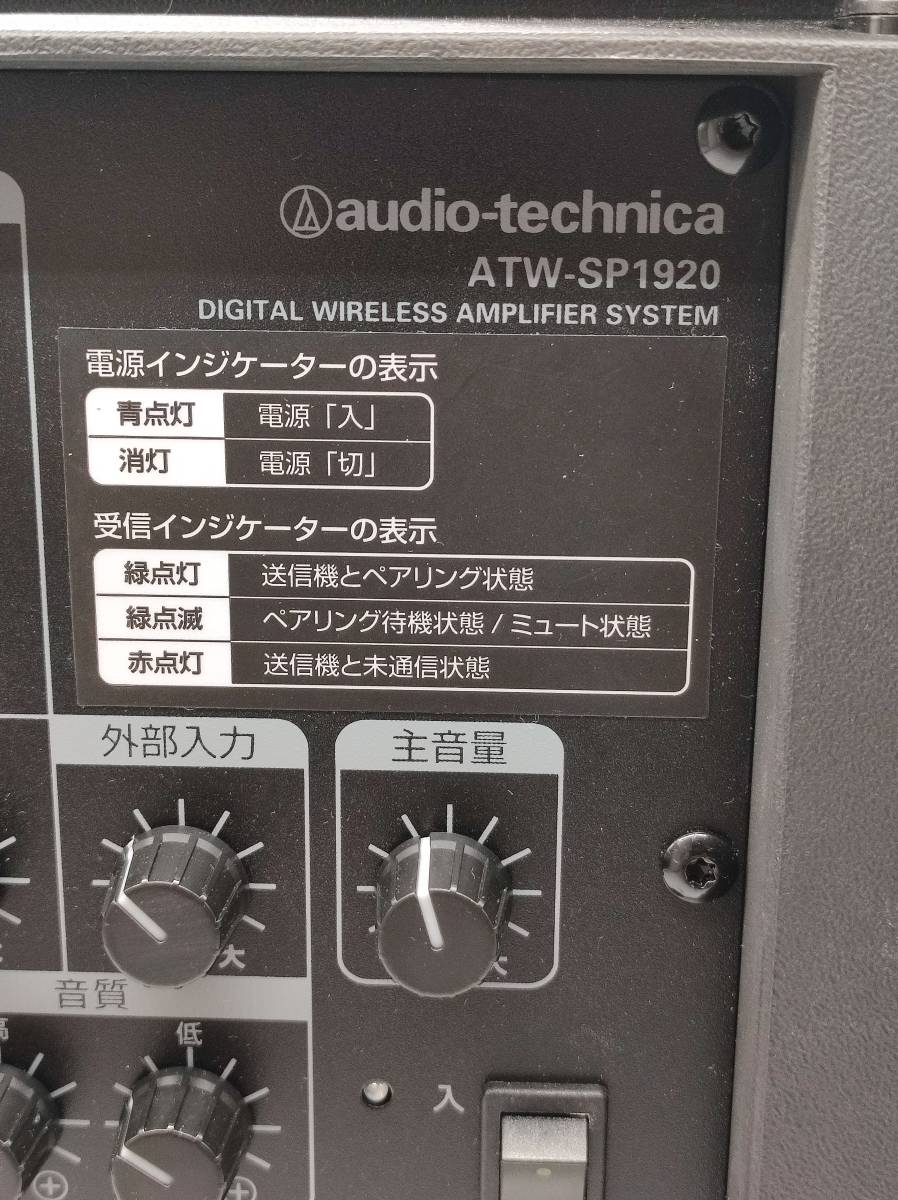 audio-technica
ATW-SP1920
DIGITAL WIRELESS AMPLIFIER SYSTEM
電源インジケーターの表示
青点灯 電源「入」
消灯 電源「切」
受信インジケーターの表示
緑点灯 送信機とペアリング状態
緑点滅 ペアリング待機状態 / ミュート状態
赤点灯 送信機と未通信状態
外部入力 主音量
大
音質
低
入